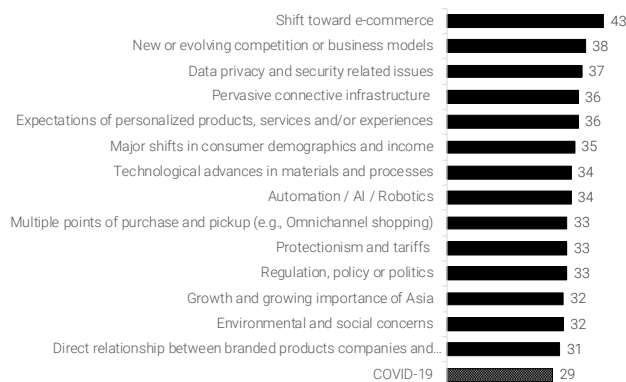 Shift toward e-commerce 43
New or evolving competition or business models 38
Data privacy and security related issues 37
Pervasive connective infrastructure 36
Expectations of personalized products, services and/or experiences 36
Major shifts in consumer demographics and income 35
Technological advances in materials and processes 34
Automation / AI / Robotics 34
Multiple points of purchase and pickup (e.g., Omnichannel shopping) 33
Protectionism and tariffs 33
Regulation, policy or politics 33
Growth and growing importance of Asia 32
Environmental and social concerns 32
Direct relationship between branded products companies and... 31
COVID-19 29